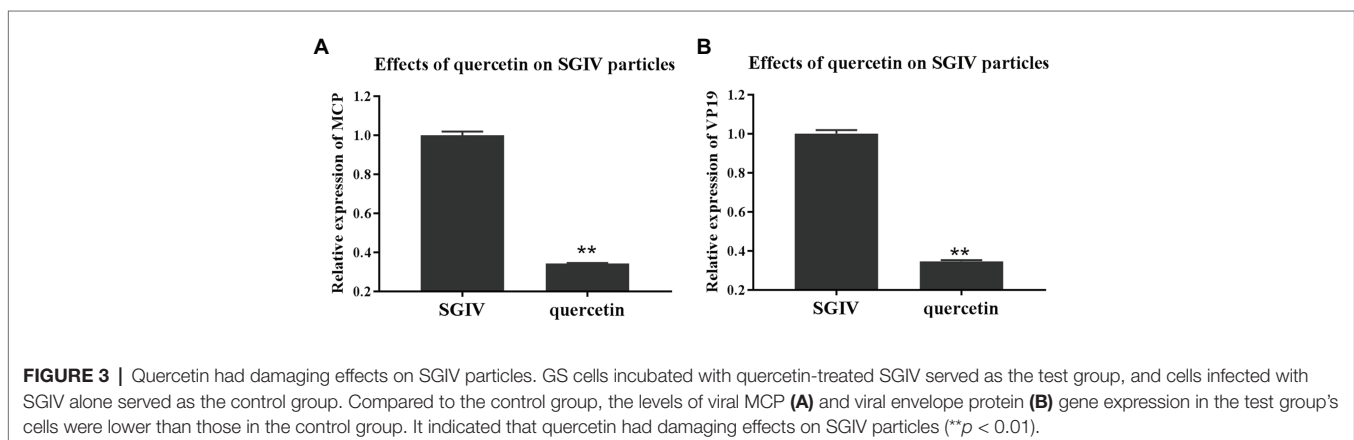 A
Effects of quercetin on SGIV particles
Relative expression of MCP
1.2
1.0
0.8
0.6
0.4
0.2
**
SGIV
quercetin
B
Effects of quercetin on SGIV particles
Relative expression of VP19
1.2
1.0
0.8
0.6
0.4
0.2
**
SGIV
quercetin
FIGURE 3 | Quercetin had damaging effects on SGIV particles. GS cells incubated with quercetin-treated SGIV served as the test group, and cells infected with
SGIV alone served as the control group. Compared to the control group, the levels of viral MCP (A) and viral envelope protein (B) gene expression in the test group's
cells were lower than those in the control group. It indicated that quercetin had damaging effects on SGIV particles (**p < 0.01).